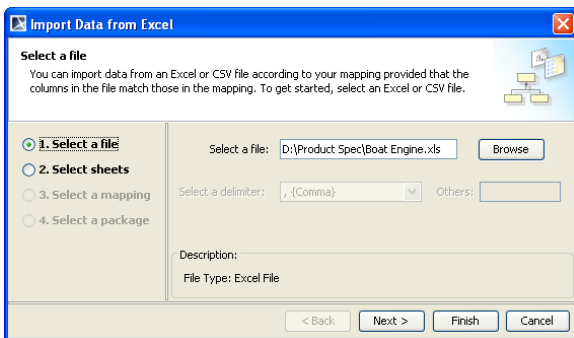 Import Data from Excel
Select a file
You can import data from an Excel or CSV file according to your mapping provided that the
columns in the file match those in the mapping. To get started, select an Excel or CSV file.
1. Select a file
2. Select sheets
3. Select a mapping
4. Select a package
Select a file: D:\Product Spec\Boat Engine.xls Browse
Select a delimiter: , {Comma} Others:
Description:
File Type: Excel File
< Back Next > Finish Cancel